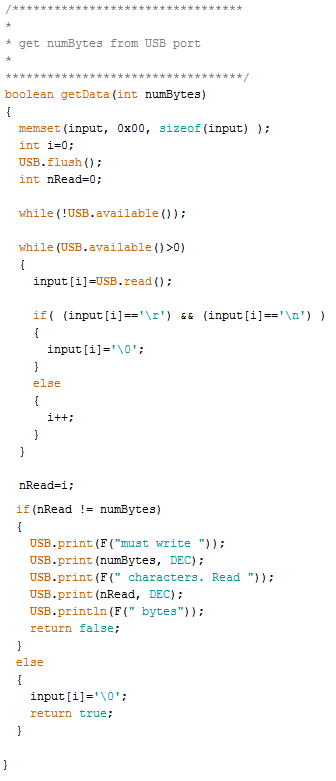 /*********************************
*
* get numBytes from USB port
*
**********************************/
boolean getData(int numBytes)
{
  memset(input, 0x00, sizeof(input) );
  int i=0;
  USB.flush();
  int nRead=0;

  while(!USB.available());

  while(USB.available()>0)
  {
    input[i]=USB.read();

    if( (input[i]=='\r') && (input[i]=='\n') )
    {
      input[i]='\0';
    }
    else
    {
      i++;
    }
  }

  nRead=i;
  if(nRead != numBytes)
  {
    USB.print(F("must write "));
    USB.print(numBytes, DEC);
    USB.print(F(" characters. Read "));
    USB.print(nRead, DEC);
    USB.println(F(" bytes"));
    return false;
  }
  else
  {
    input[i]='\0';
    return true;
  }

}